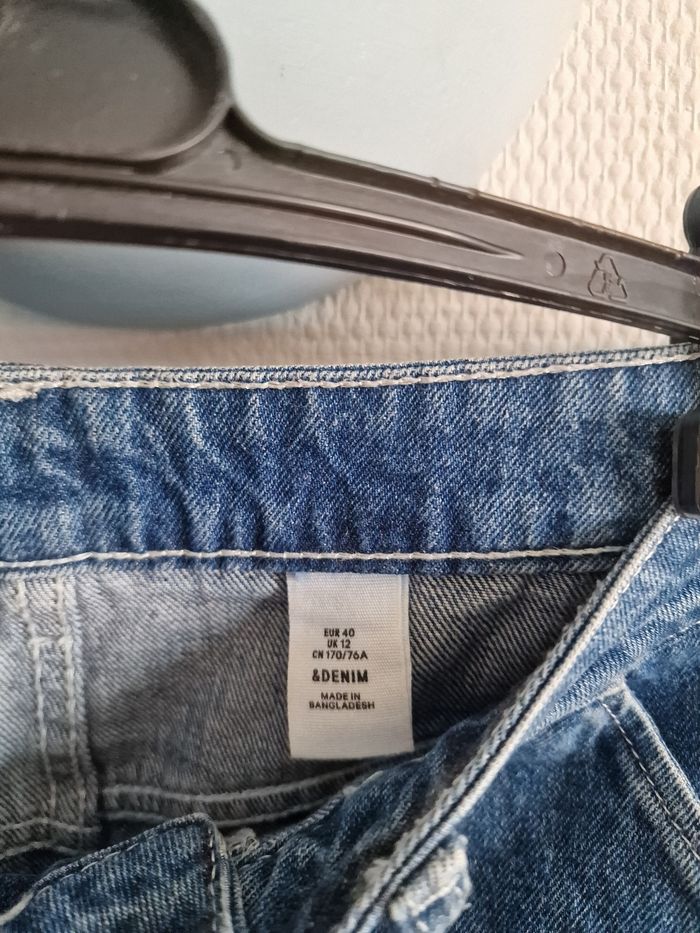 EUR 40
UK 12
CN 170/76A
&DENIM
MADE IN
BANGLADESH